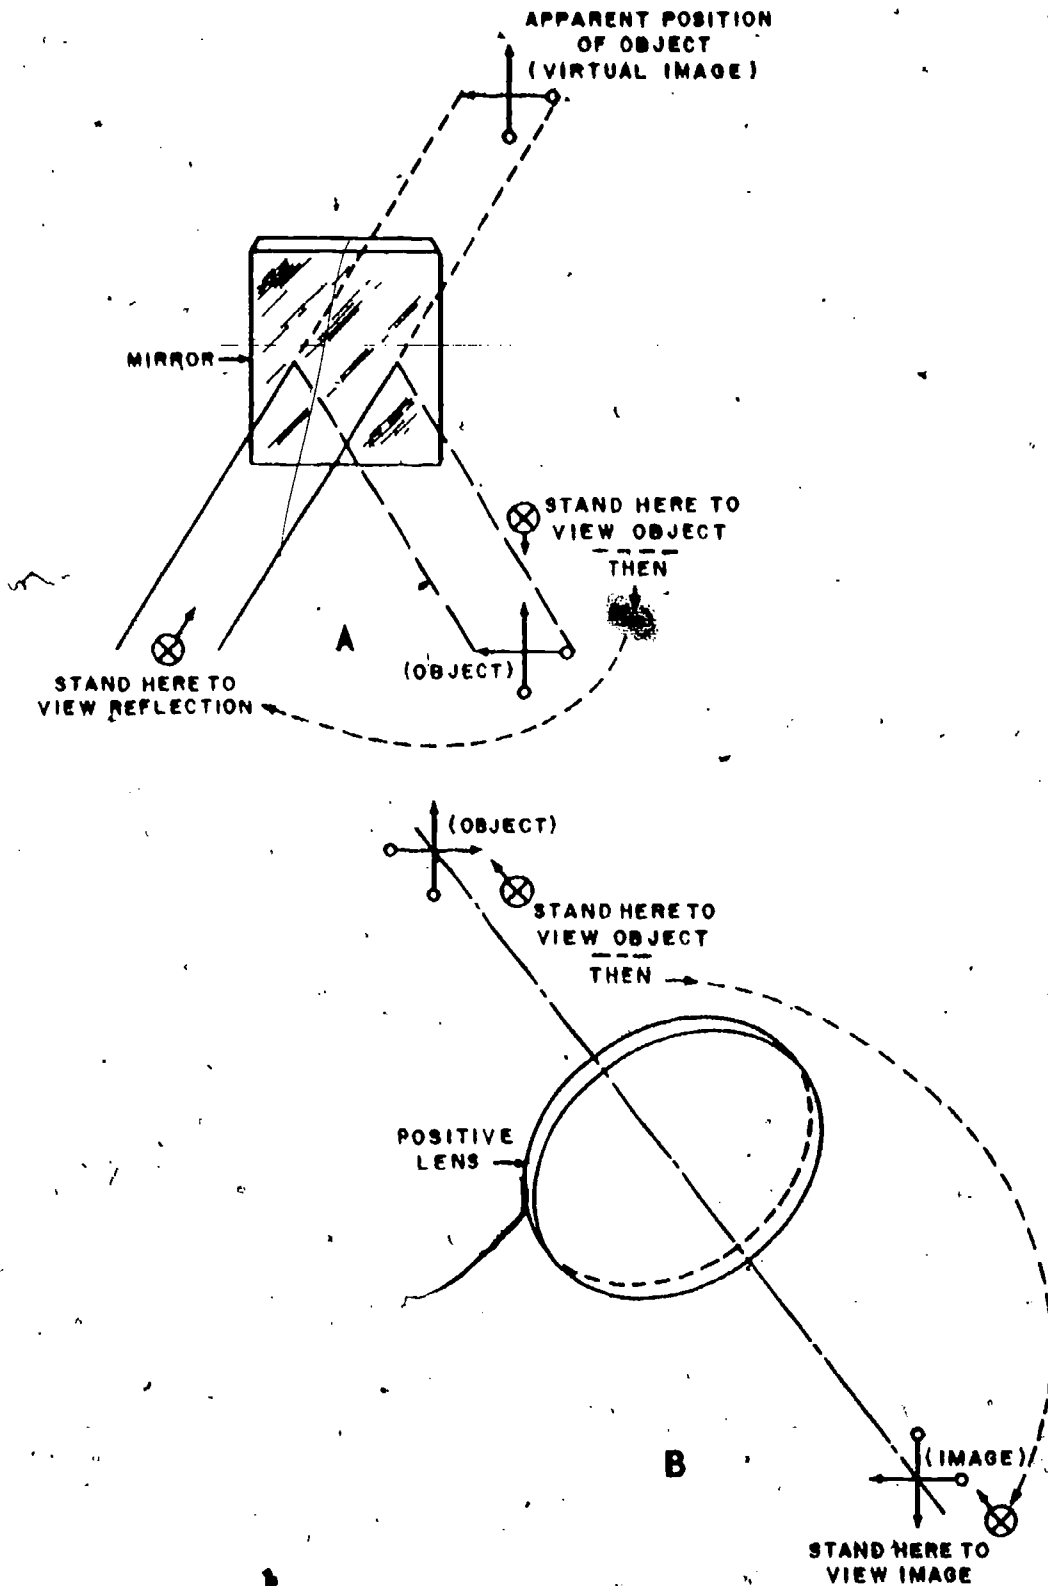 APPARENT POSITION
OF OBJECT
(VIRTUAL IMAGE)
MIRROR
STAND HERE TO
VIEW OBJECT
THEN
A
(OBJECT)
STAND HERE TO
VIEW REFLECTION
(OBJECT)
STAND HERE TO
VIEW OBJECT
THEN
POSITIVE
LENS
B
(IMAGE)
STAND HERE TO
VIEW IMAGE